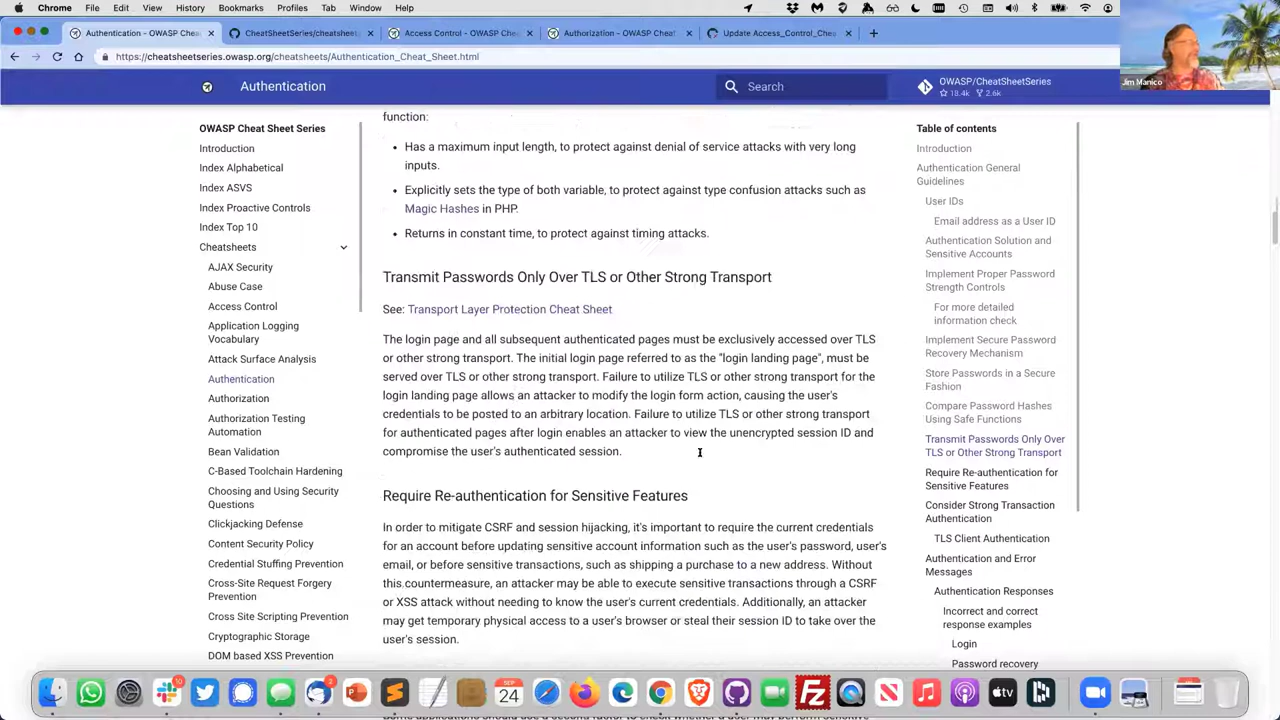 Chrome File Edit View History Bookmarks Profiles Tab Window Help
Authentication - OWASP Che
CheatSheetSeries/cheatsheet
Access Control - OWASP Che
Authorization - OWASP Cheat
Update Access_Control_Chea
https://cheatsheetseries.owasp.org/cheatsheets/Authentication_Cheat_Sheet.html
Jim Manico
Authentication
Search
OWASP/CheatSheetSeries
18.4k 2.6k
OWASP Cheat Sheet Series
Introduction
Index Alphabetical
Index ASVS
Index Proactive Controls
Index Top 10
Cheatsheets
AJAX Security
Abuse Case
Access Control
Application Logging
Vocabulary
Attack Surface Analysis
Authentication
Authorization
Authorization Testing
Automation
Bean Validation
C-Based Toolchain Hardening
Choosing and Using Security
Questions
Clickjacking Defense
Content Security Policy
Credential Stuffing Prevention
Cross-Site Request Forgery
Prevention
Cross Site Scripting Prevention
Cryptographic Storage
DOM based XSS Prevention
function:
Has a maximum input length, to protect against denial of service attacks with very long
inputs.
Explicitly sets the type of both variable, to protect against type confusion attacks such as
Magic Hashes in PHP.
Returns in constant time, to protect against timing attacks.
Transmit Passwords Only Over TLS or Other Strong Transport
See: Transport Layer Protection Cheat Sheet
The login page and all subsequent authenticated pages must be exclusively accessed over TLS
or other strong transport. The initial login page referred to as the "login landing page", must be
served over TLS or other strong transport. Failure to utilize TLS or other strong transport for the
login landing page allows an attacker to modify the login form action, causing the user's
credentials to be posted to an arbitrary location. Failure to utilize TLS or other strong transport
for authenticated pages after login enables an attacker to view the unencrypted session ID and
compromise the user's authenticated session.
Require Re-authentication for Sensitive Features
In order to mitigate CSRF and session hijacking, it's important to require the current credentials
for an account before updating sensitive account information such as the user's password, user's
email, or before sensitive transactions, such as shipping a purchase to a new address. Without
this countermeasure, an attacker may be able to execute sensitive transactions through a CSRF
or XSS attack without needing to know the user's current credentials. Additionally, an attacker
may get temporary physical access to a user's browser or steal their session ID to take over the
user's session.
Table of contents
Introduction
Authentication General
Guidelines
User IDs
Email address as a User ID
Authentication Solution and
Sensitive Accounts
Implement Proper Password
Strength Controls
For more detailed
information check
Implement Secure Password
Recovery Mechanism
Store Passwords in a Secure
Fashion
Compare Password Hashes
Using Safe Functions
Transmit Passwords Only Over
TLS or Other Strong Transport
Require Re-authentication for
Sensitive Features
Consider Strong Transaction
Authentication
TLS Client Authentication
Authentication and Error
Messages
Authentication Responses
Incorrect and correct
response examples
Login
Password recovery
SEP
24
tv